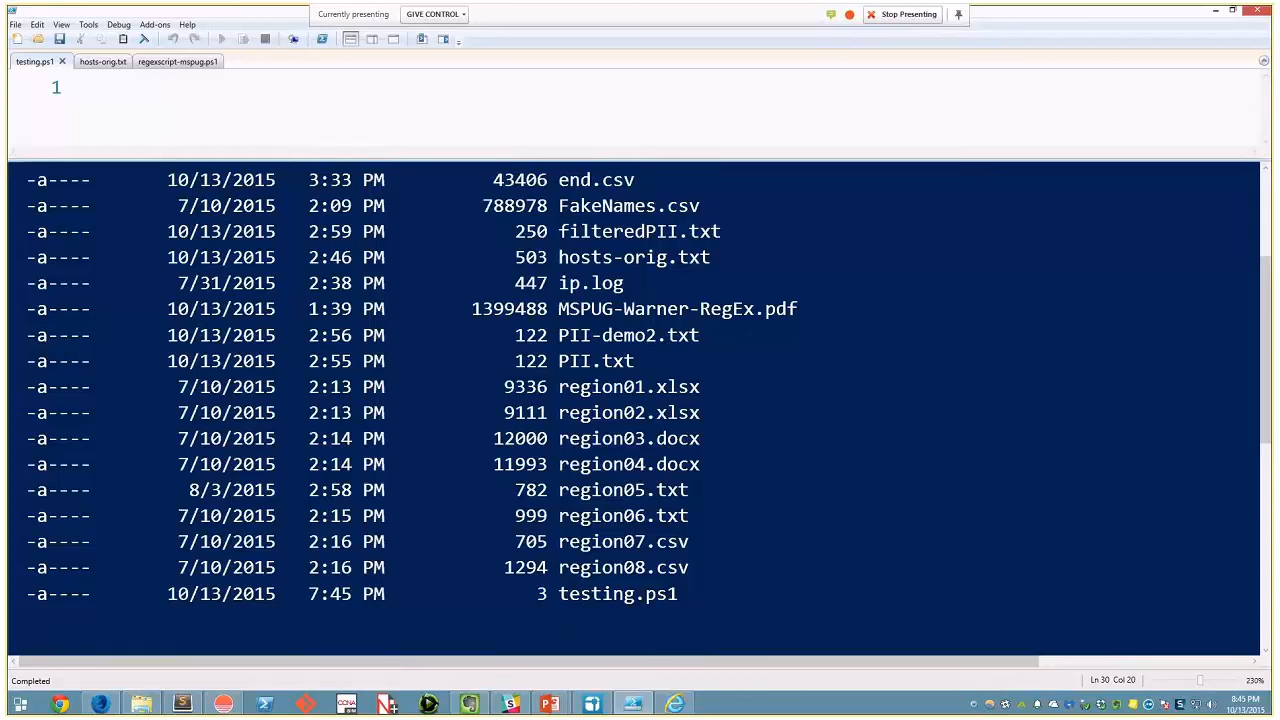 Currently presenting GIVE CONTROL Stop Presenting
File Edit View Tools Debug Add-ons Help
testing.ps1 hosts-orig.txt regexscript-mspug.ps1
1
-a---- 10/13/2015 3:33 PM 43406 end.csv
-a---- 7/10/2015 2:09 PM 788978 FakeNames.csv
-a---- 10/13/2015 2:59 PM 250 filteredPII.txt
-a---- 10/13/2015 2:46 PM 503 hosts-orig.txt
-a---- 7/31/2015 2:38 PM 447 ip.log
-a---- 10/13/2015 1:39 PM 1399488 MSPUG-Warner-RegEx.pdf
-a---- 10/13/2015 2:56 PM 122 PII-demo2.txt
-a---- 10/13/2015 2:55 PM 122 PII.txt
-a---- 7/10/2015 2:13 PM 9336 region01.xlsx
-a---- 7/10/2015 2:13 PM 9111 region02.xlsx
-a---- 7/10/2015 2:14 PM 12000 region03.docx
-a---- 7/10/2015 2:14 PM 11993 region04.docx
-a---- 8/3/2015 2:58 PM 782 region05.txt
-a---- 7/10/2015 2:15 PM 999 region06.txt
-a---- 7/10/2015 2:16 PM 705 region07.csv
-a---- 7/10/2015 2:16 PM 1294 region08.csv
-a---- 10/13/2015 7:45 PM 3 testing.ps1
Completed Ln 30 Col 20 230%
CCNA
8:45 PM
10/13/2015